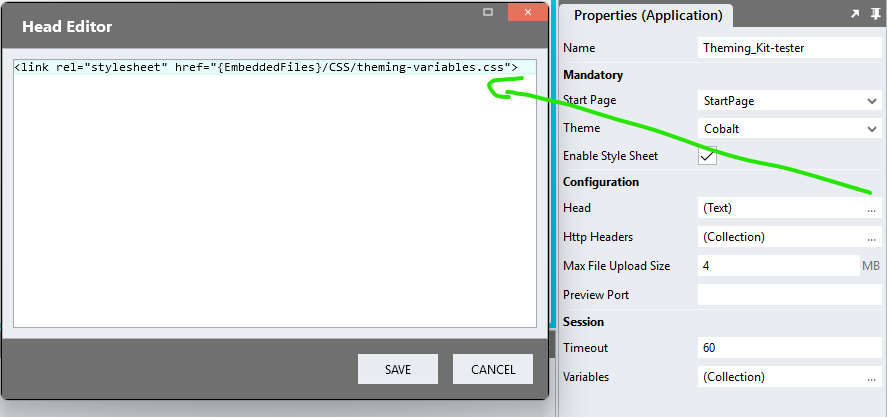 Head Editor
<link rel="stylesheet" href="{EmbeddedFiles}/CSS/theming-variables.css">
SAVE
CANCEL
Properties (Application)
Name Theming_Kit-tester
Mandatory
Start Page StartPage
Theme Cobalt
Enable Style Sheet
Configuration
Head (Text) ...
Http Headers (Collection) ...
Max File Upload Size 4 MB
Preview Port
Session
Timeout 60
Variables (Collection) ...